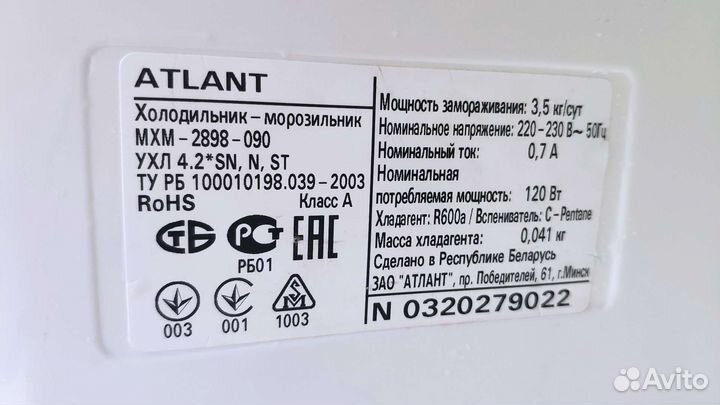 ATLANT
Холодильник – морозильник
МХМ – 2898 – 090
УХЛ 4.2*SN, N, ST
ТУ РБ 100010198.039 – 2003
RoHS Класс А
СТБ РСТ EAC
РБ01
003 001 1003
Мощность замораживания: 3,5 кг/сут
Номинальное напряжение: 220 – 230 В~ 50Гц
Номинальный ток: 0,7 А
Номинальная
потребляемая мощность: 120 Вт
Хладагент: R600a / Вспениватель: C – Pentane
Масса хладагента: 0,041 кг
Сделано в Республике Беларусь
ЗАО "АТЛАНТ", пр. Победителей, 61, г.Минск
N 0320279022
Avito